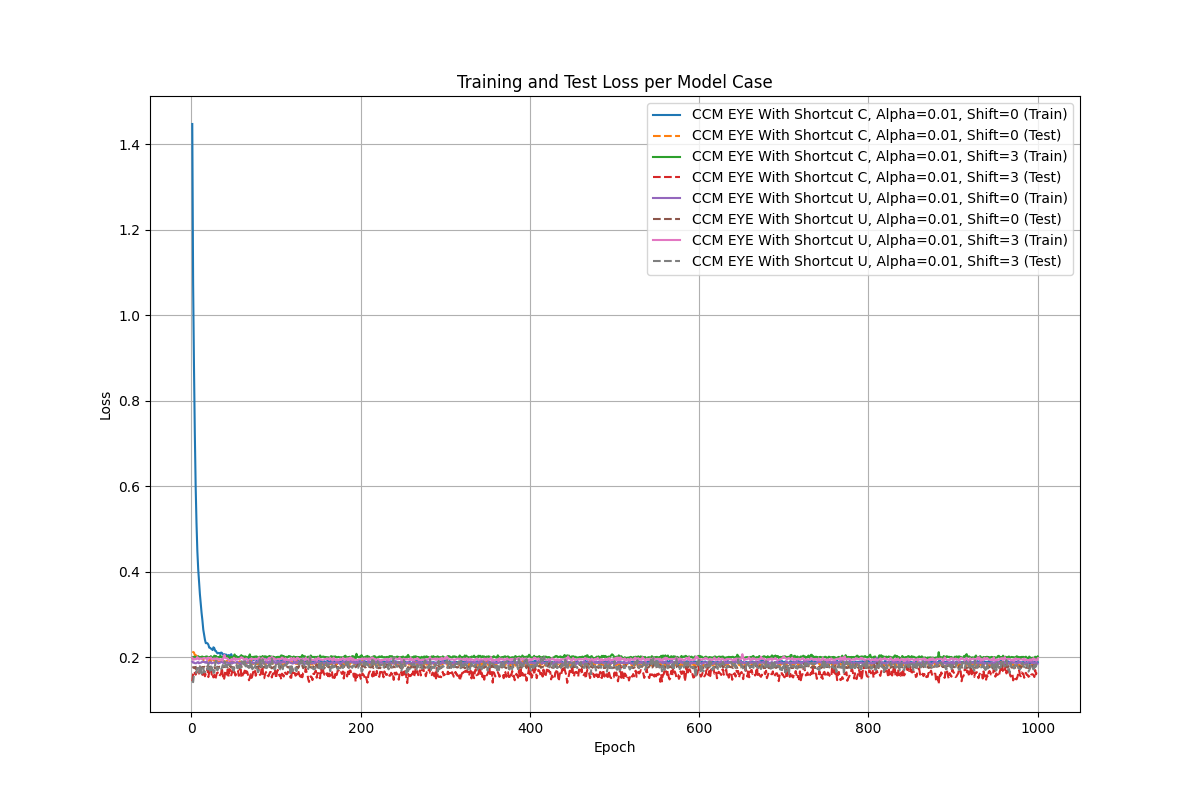 Training and Test Loss per Model Case
CCM EYE With Shortcut C, Alpha=0.01, Shift=0 (Train)
CCM EYE With Shortcut C, Alpha=0.01, Shift=0 (Test)
CCM EYE With Shortcut C, Alpha=0.01, Shift=3 (Train)
CCM EYE With Shortcut C, Alpha=0.01, Shift=3 (Test)
CCM EYE With Shortcut U, Alpha=0.01, Shift=0 (Train)
CCM EYE With Shortcut U, Alpha=0.01, Shift=0 (Test)
CCM EYE With Shortcut U, Alpha=0.01, Shift=3 (Train)
CCM EYE With Shortcut U, Alpha=0.01, Shift=3 (Test)
1.4
1.2
1.0
0.8
0.6
0.4
0.2
Loss
0 200 400 600 800 1000
Epoch